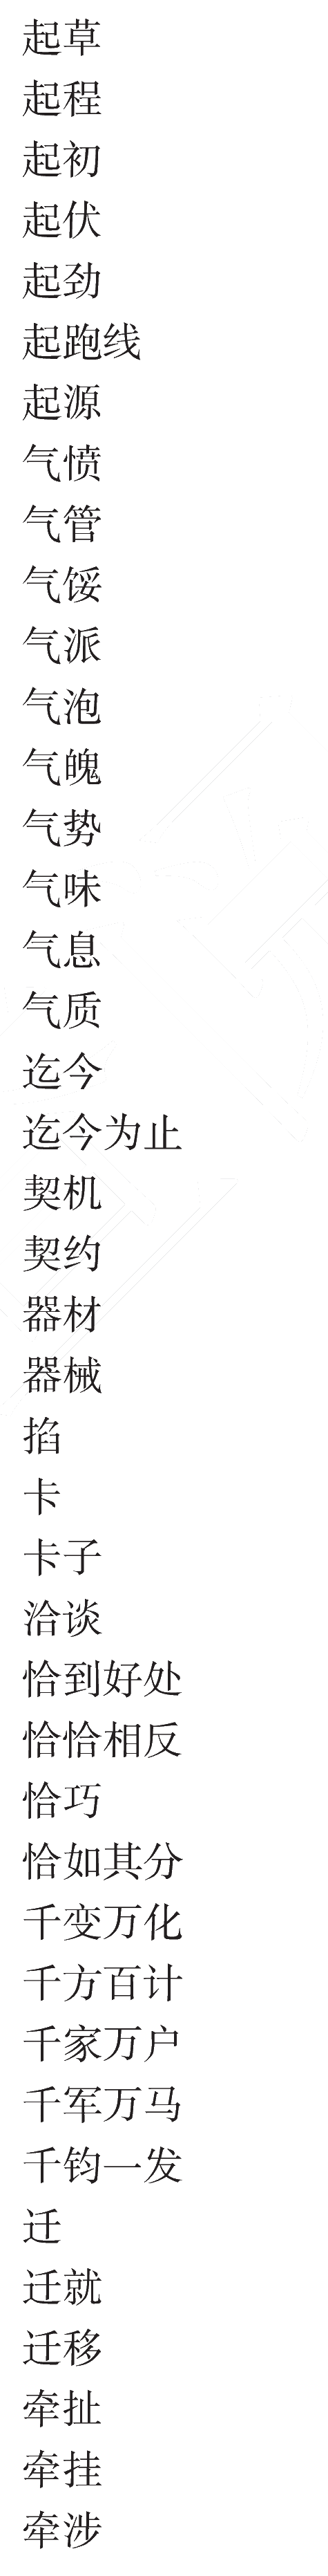 起草
起程
起初
起伏
起劲
起跑线
起源
气愤
气管
气馁
气派
气泡
气魄
气势
气味
气息
气质
迄今
迄今为止
契机
契约
器材
器械
掐
卡
卡子
洽谈
恰到好处
恰恰相反
恰巧
恰如其分
千变万化
千方百计
千家万户
千军万马
千钧一发
迁
迁就
迁移
牵扯
牵挂
牵涉